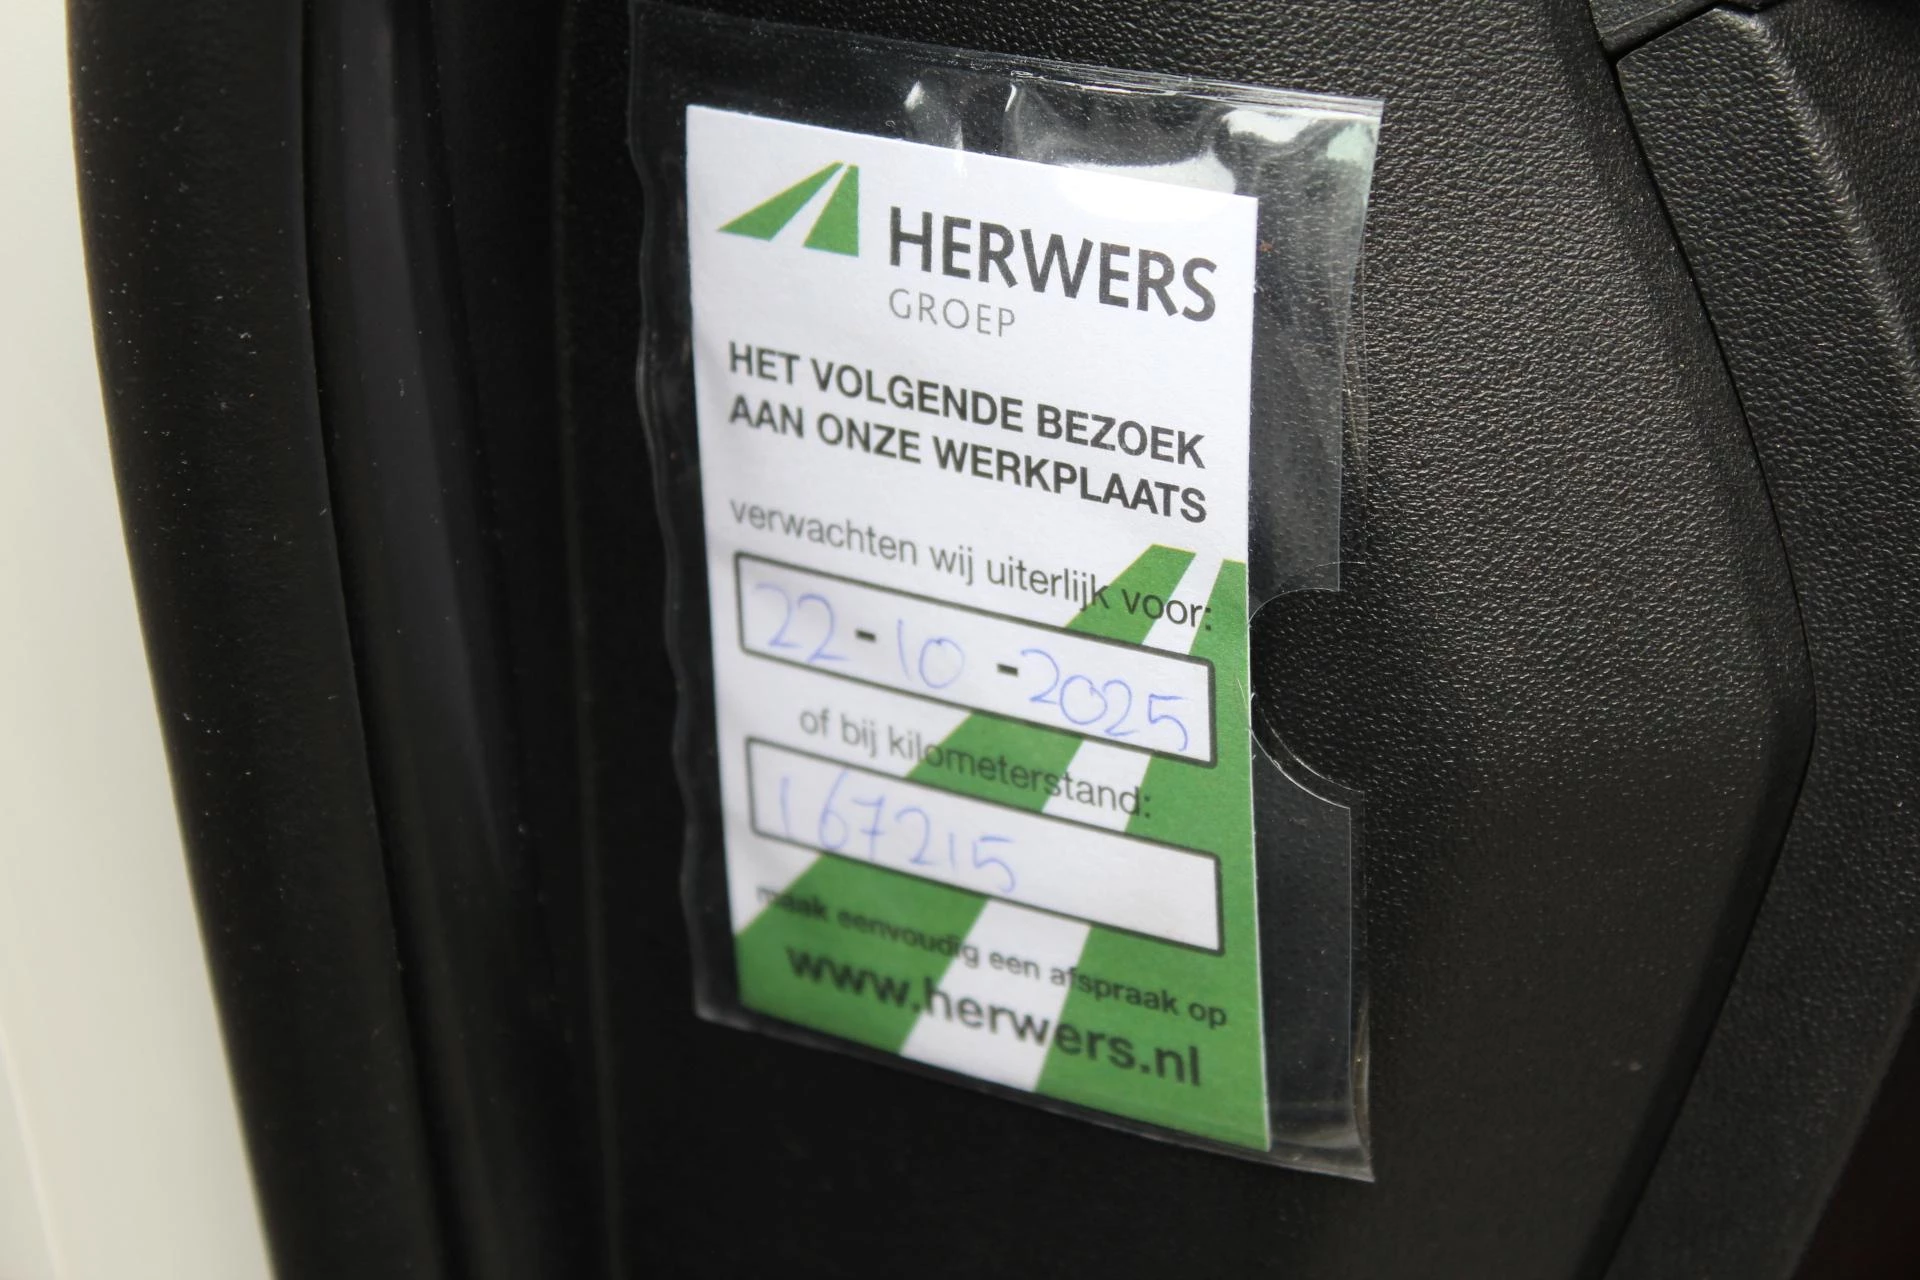 HERWERS
GROEP
HET VOLGENDE BEZOEK
AAN ONZE WERKPLAATS
verwachten wij uiterlijk voor:
22-10-2025
of bij kilometerstand:
167215
maak eenvoudig een afspraak op
www.herwers.nl